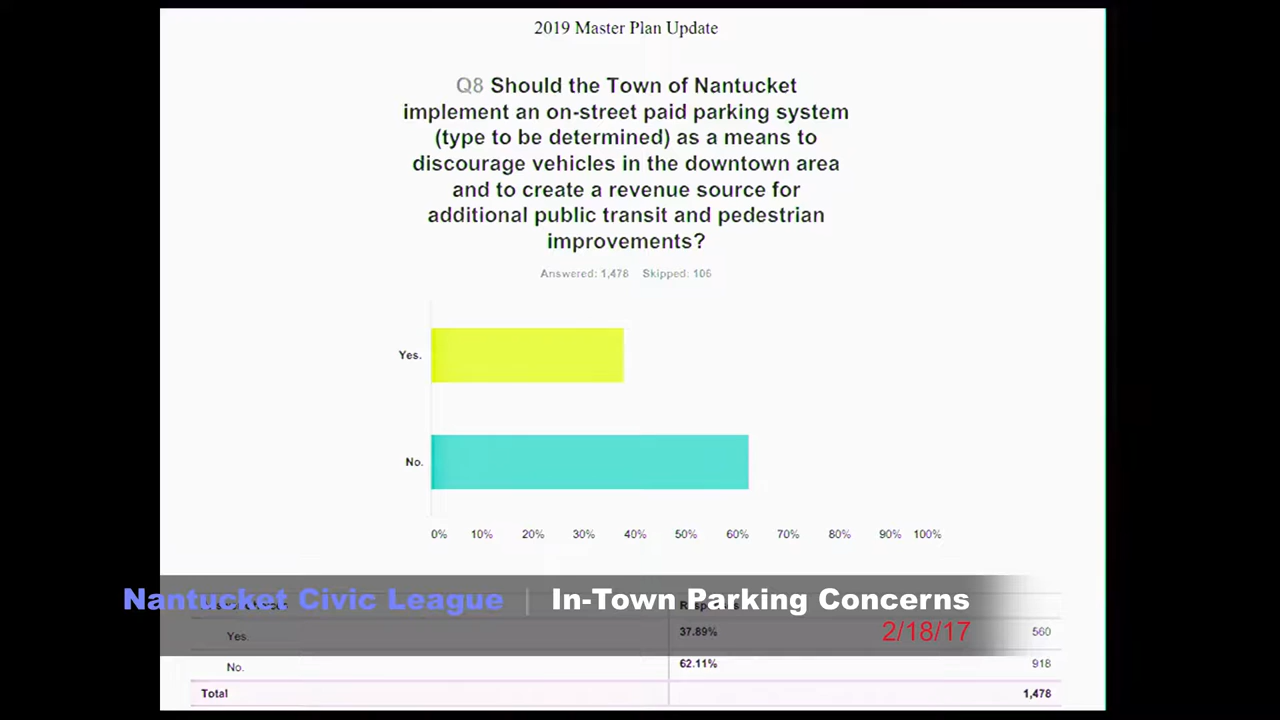 2019 Master Plan Update
Q8 Should the Town of Nantucket
implement an on-street paid parking system
(type to be determined) as a means to
discourage vehicles in the downtown area
and to create a revenue source for
additional public transit and pedestrian
improvements?
Answered: 1,478 Skipped: 106
Yes.
No.
0% 10% 20% 30% 40% 50% 60% 70% 80% 90% 100%
Nantucket Civic League | In-Town Parking Concerns
2/18/17
Yes. 37.89% 560
No. 62.11% 918
Total 1,478